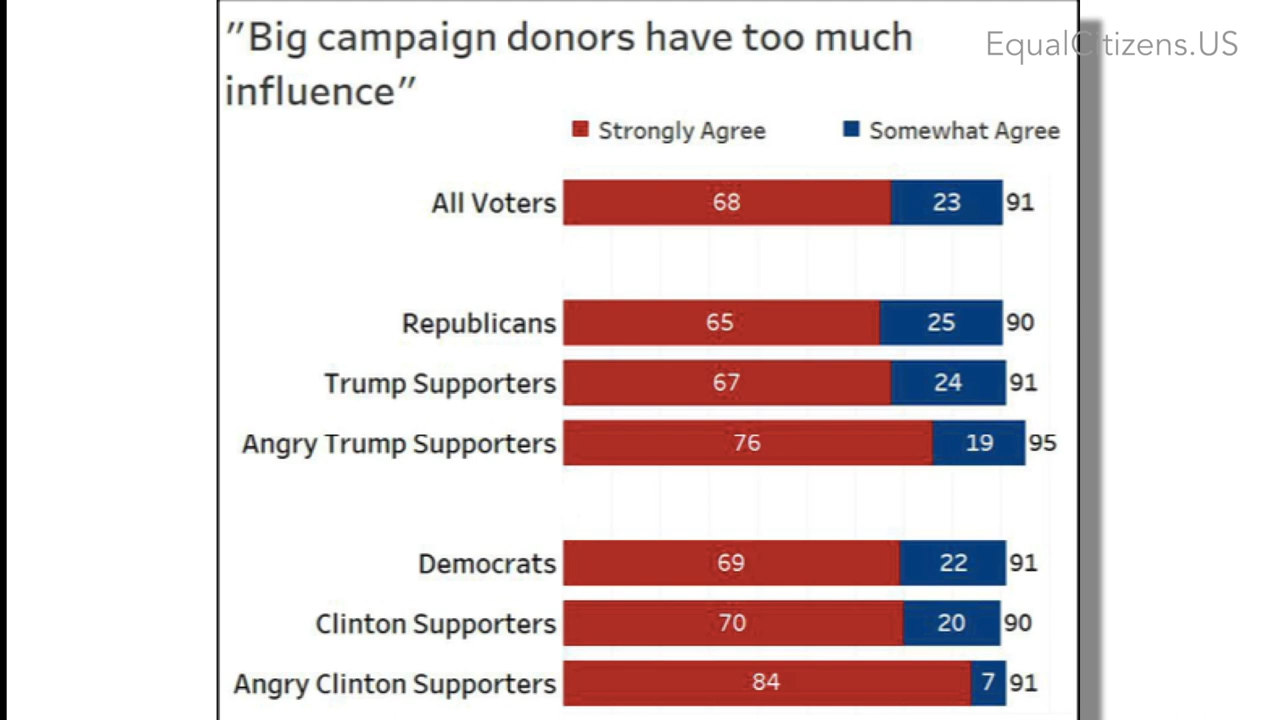 "Big campaign donors have too much
influence"
EqualCitizens.US
Strongly Agree Somewhat Agree
All Voters 68 23 91
Republicans 65 25 90
Trump Supporters 67 24 91
Angry Trump Supporters 76 19 95
Democrats 69 22 91
Clinton Supporters 70 20 90
Angry Clinton Supporters 84 7 91